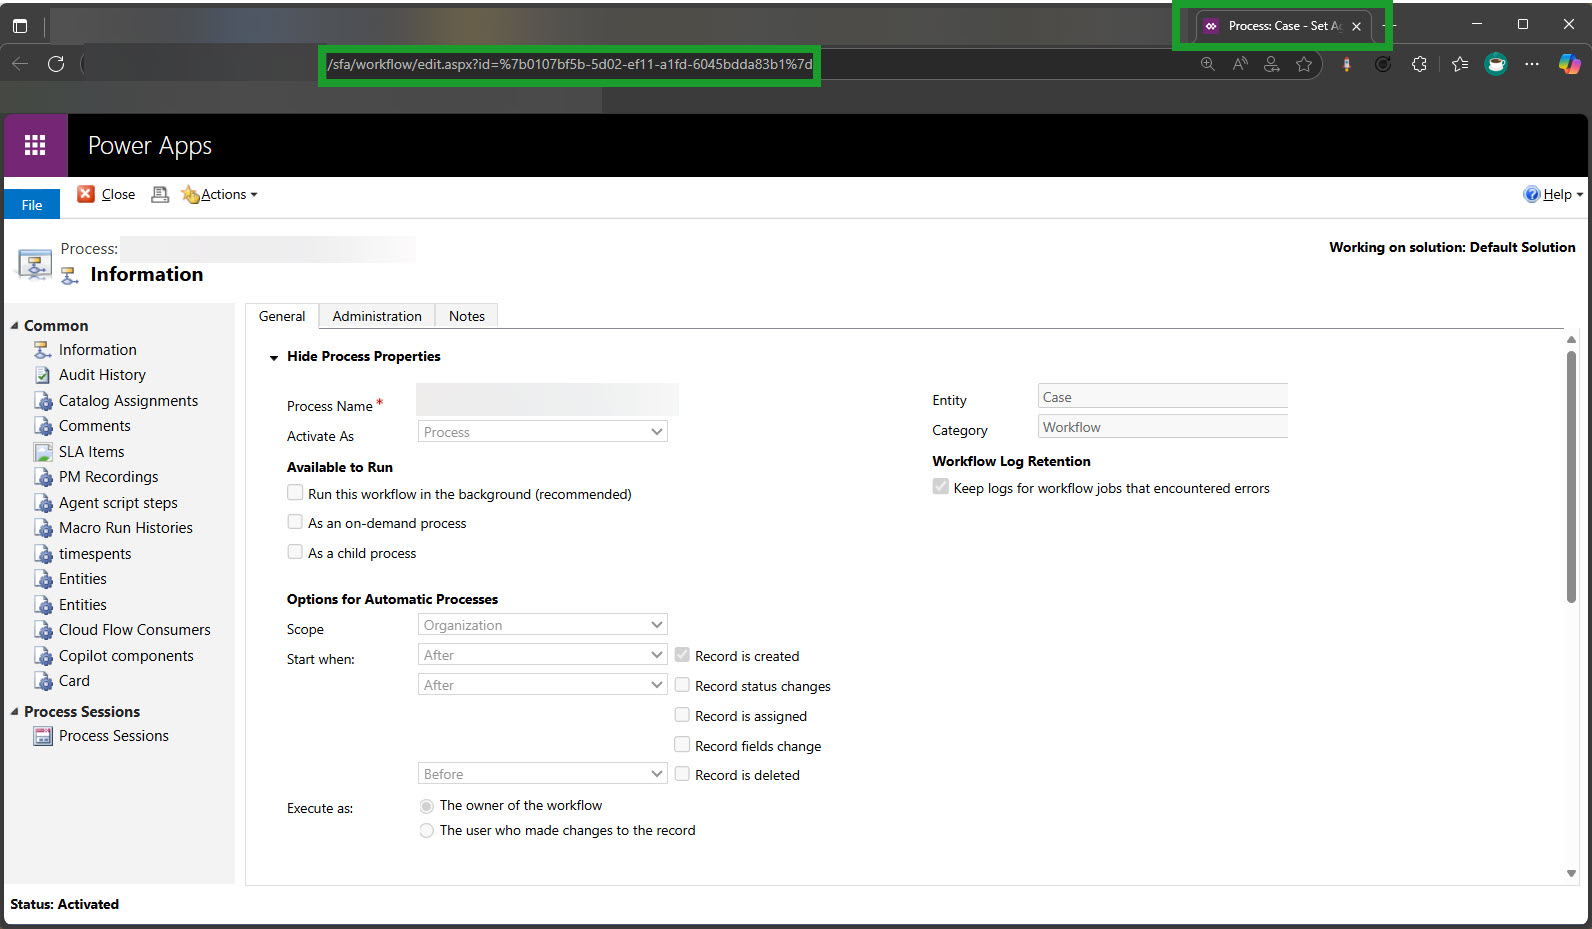 Process: Case - Set A
/sfa/workflow/edit.aspx?id=%7b0107bf5b-5d02-ef11-a1fd-6045bdda83b1%7d
Power Apps
File
Close
Actions
Help
Process:
Information
Working on solution: Default Solution
Common
Information
Audit History
Catalog Assignments
Comments
SLA Items
PM Recordings
Agent script steps
Macro Run Histories
timespents
Entities
Entities
Cloud Flow Consumers
Copilot components
Card
Process Sessions
Process Sessions
General
Administration
Notes
Hide Process Properties
Process Name *
Activate As
Process
Entity
Case
Category
Workflow
Available to Run
Run this workflow in the background (recommended)
As an on-demand process
As a child process
Workflow Log Retention
Keep logs for workflow jobs that encountered errors
Options for Automatic Processes
Scope
Organization
Start when:
After
Record is created
After
Record status changes
Record is assigned
Record fields change
Before
Record is deleted
Execute as:
The owner of the workflow
The user who made changes to the record
Status: Activated